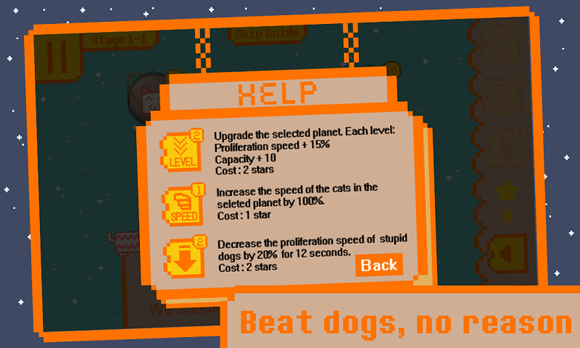 Stage 1-1
Skip Guide
HELP
2
LEVEL
Upgrade the selected planet. Each level:
Proliferation speed + 15%
Capacity + 10
Cost : 2 stars
1
SPEED
Increase the speed of the cats in the
seleted planet by 100%.
Cost : 1 star
2
Decrease the proliferation speed of stupid
dogs by 20% for 12 seconds.
Cost : 2 stars
Back
Beat dogs, no reason